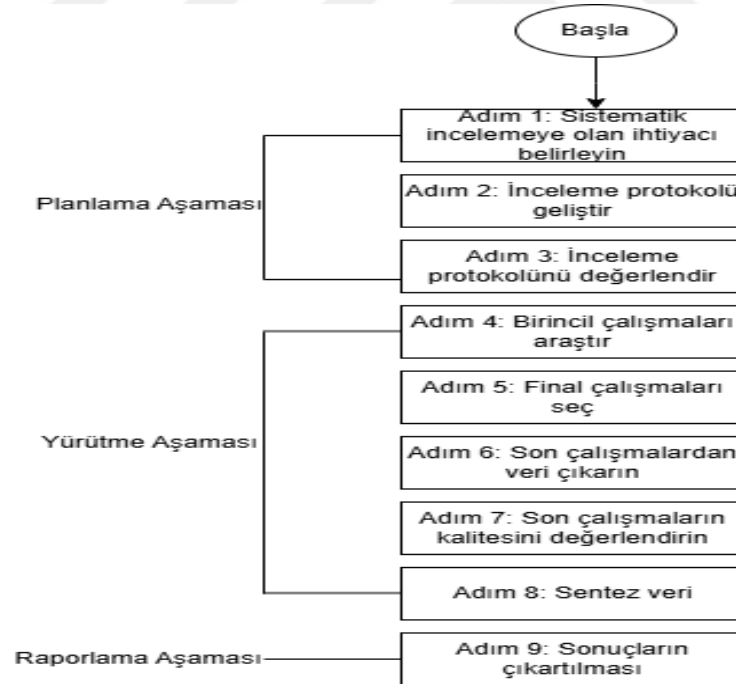 Başla
Adım 1: Sistematik
incelemeye olan ihtiyacı
belirleyin
Planlama Aşaması
Adım 2: İnceleme protokolü
geliştir
Adım 3: İnceleme
protokolünü değerlendir
Adım 4: Birincil çalışmaları
araştır
Adım 5: Final çalışmaları
seç
Yürütme Aşaması
Adım 6: Son çalışmalardan
veri çıkarın
Adım 7: Son çalışmaların
kalitesini değerlendirin
Adım 8: Sentez veri
Raporlama Aşaması
Adım 9: Sonuçların
çıkartılması